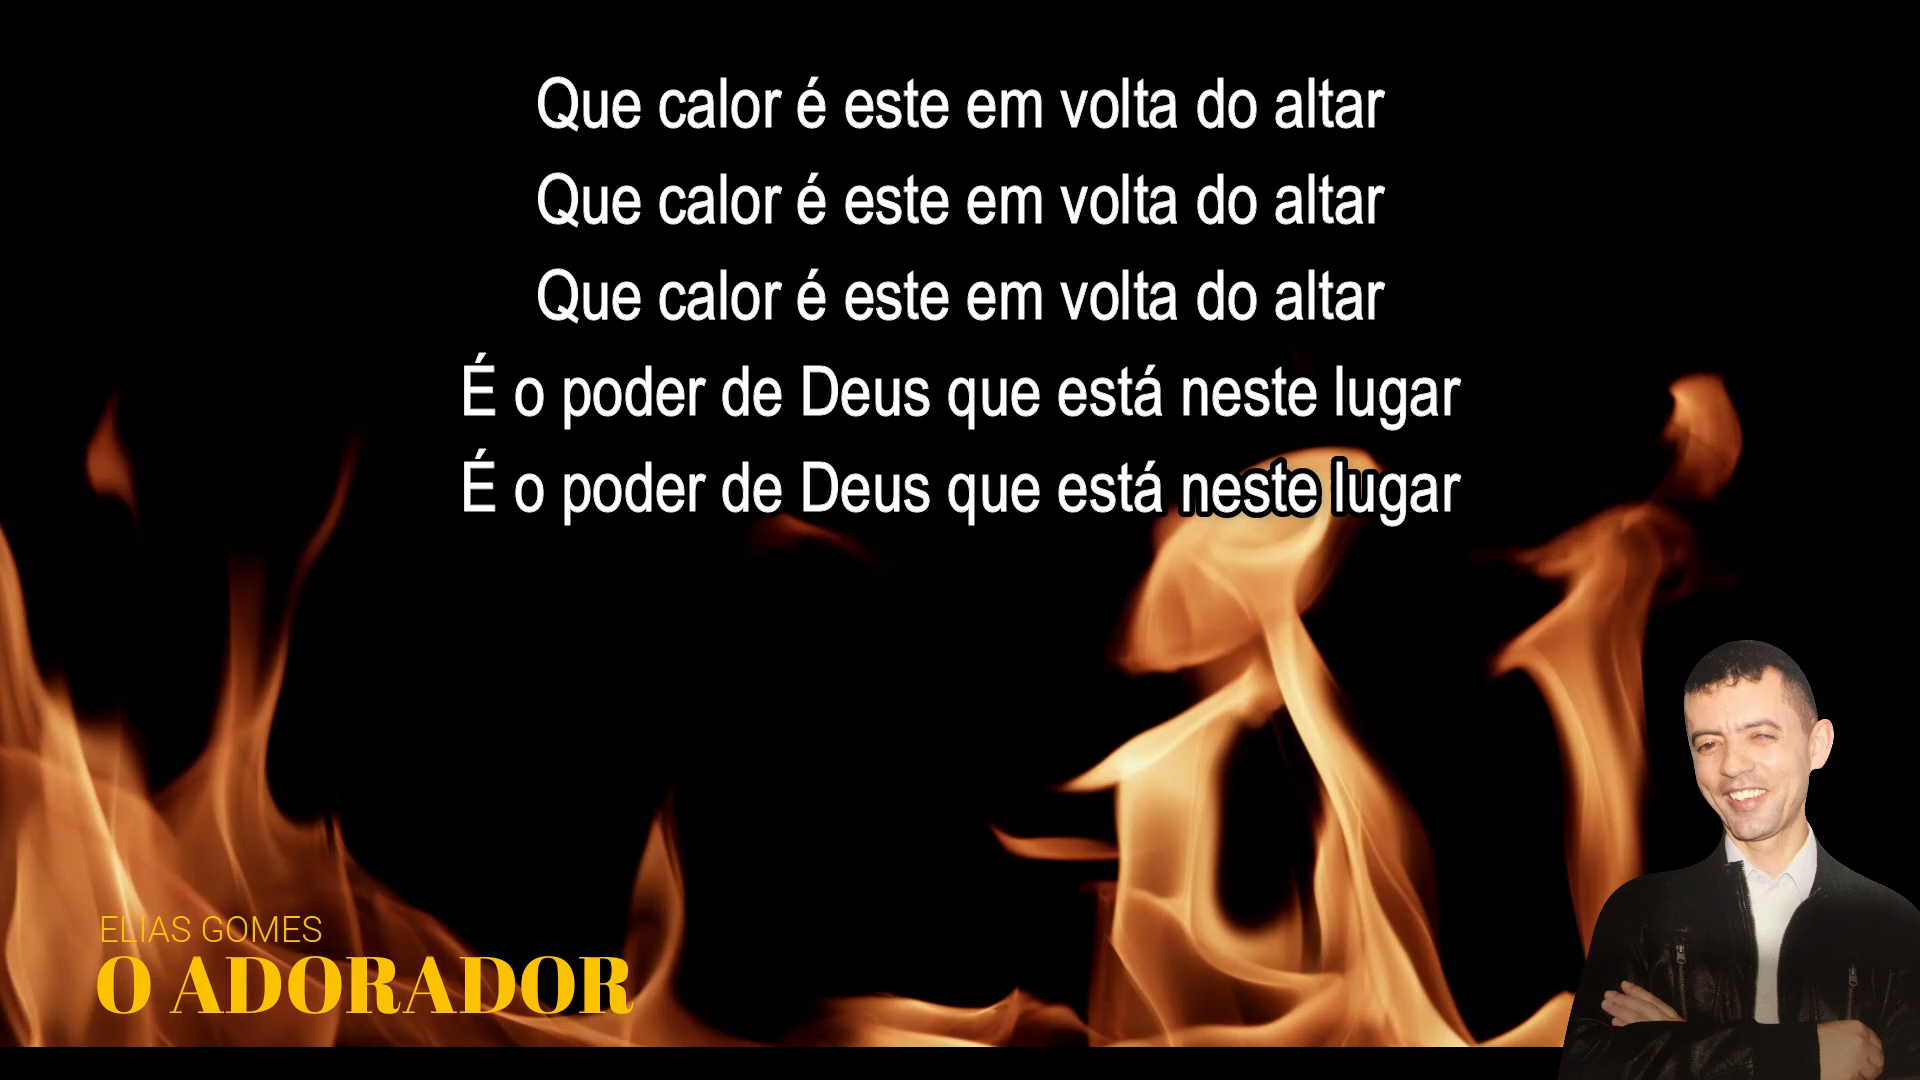 Que calor é este em volta do altar
Que calor é este em volta do altar
Que calor é este em volta do altar
É o poder de Deus que está neste lugar
É o poder de Deus que está neste lugar
ELIAS GOMES
O ADORADOR